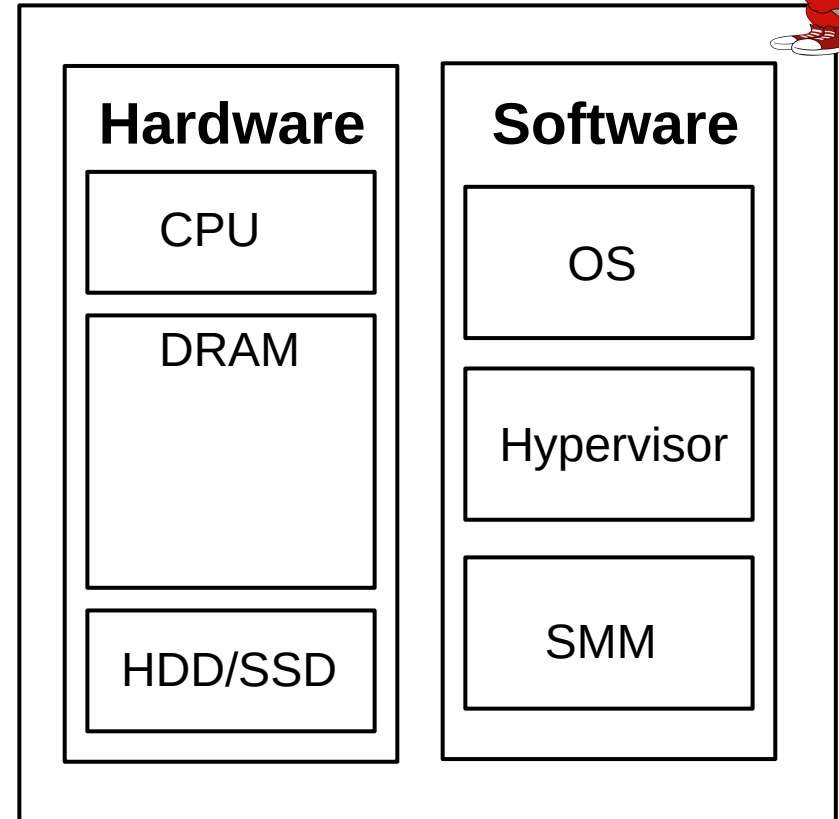 Hardware
CPU
DRAM
HDD/SSD
Software
OS
Hypervisor
SMM